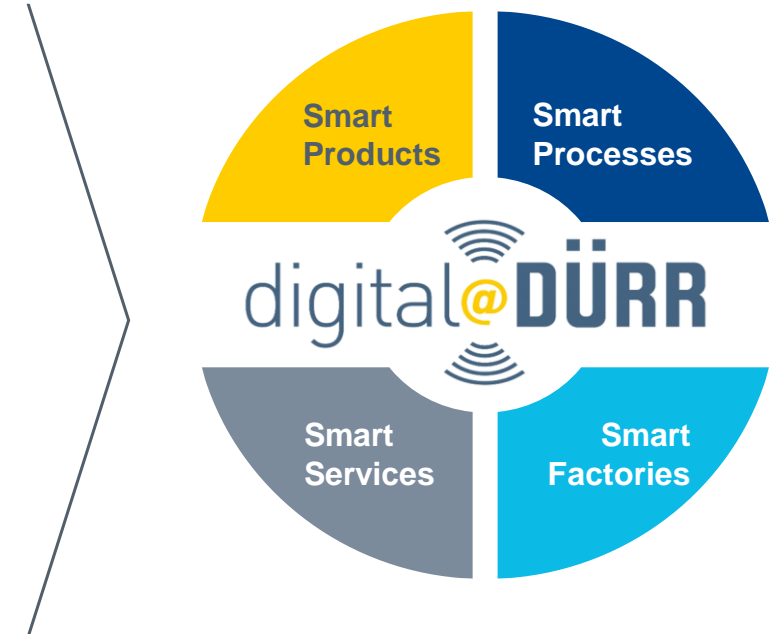 Smart
Products
Smart
Processes
digital@DÜRR
Smart
Services
Smart
Factories